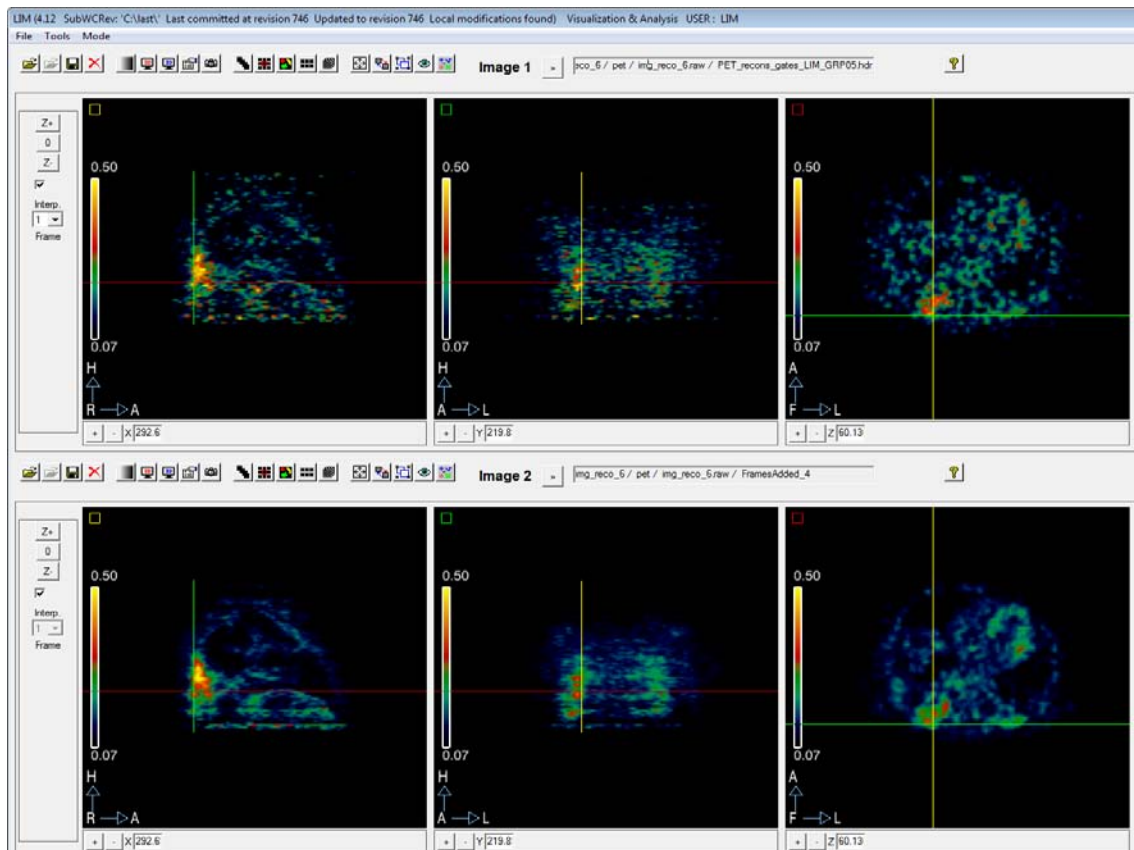 LIM (4.12 SubWCRev: 'C:\last\' Last committed at revision 746 Updated to revision 746 Local modifications found) Visualization & Analysis USER : LIM
File Tools Mode
Image 1 » eco_6 / pet / img_reco_6.raw / PET_recons_gates_LIM_GRP05.hdr ?
Z+
0
Z-
Interp.
1
Frame
0.50
0.07
H
R A
0.50
0.07
H
A L
0.50
0.07
A
F L
+ - X 292.6
+ - Y 219.8
+ - Z 60.13
Image 2 » img_reco_6 / pet / img_reco_6.raw / FramesAdded_4 ?
Z+
0
Z-
Interp.
1
Frame
0.50
0.07
H
R A
0.50
0.07
H
A L
0.50
0.07
A
F L
+ - X 292.6
+ - Y 219.8
+ - Z 60.13